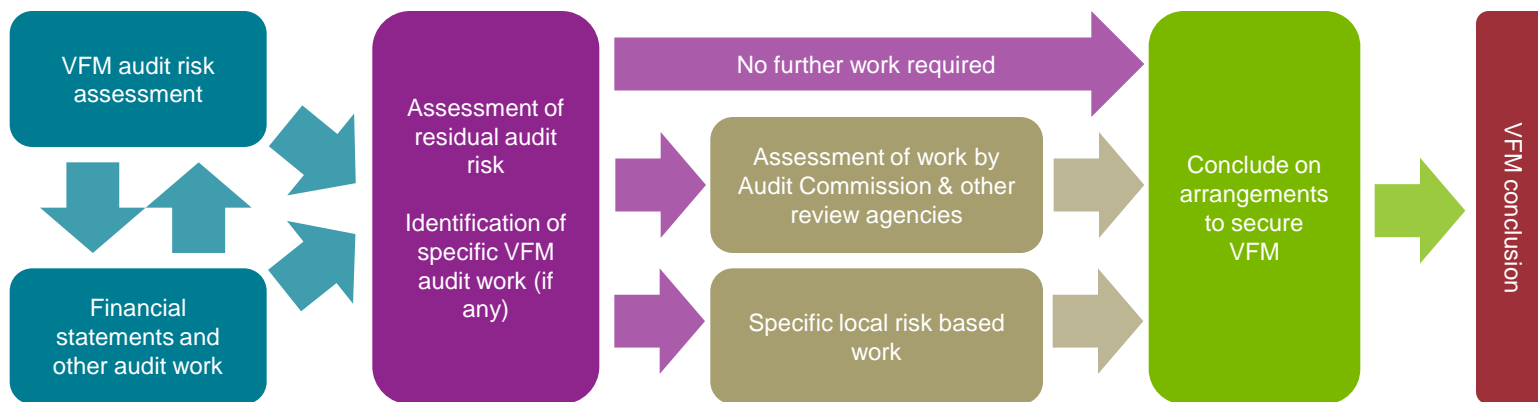 VFM audit risk
assessment
Financial
statements and
other audit work
Assessment of
residual audit
risk
Identification of
specific VFM
audit work (if
any)
No further work required
Assessment of work by
Audit Commission & other
review agencies
Specific local risk based
work
Conclude on
arrangements
to secure
VFM
VFM conclusion